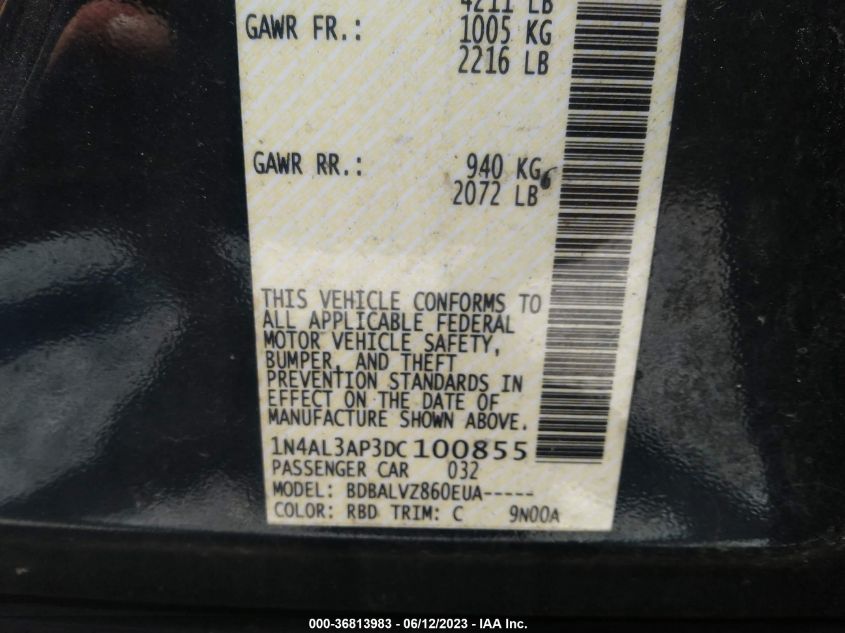 4211 LB
GAWR FR.: 1005 KG
2216 LB
GAWR RR.: 940 KG
2072 LB
THIS VEHICLE CONFORMS TO
ALL APPLICABLE FEDERAL
MOTOR VEHICLE SAFETY,
BUMPER, AND THEFT
PREVENTION STANDARDS IN
EFFECT ON THE DATE OF
MANUFACTURE SHOWN ABOVE.
1N4AL3AP3DC100855
PASSENGER CAR 032
MODEL: BDBALVZ860EUA-----
COLOR: RBD TRIM: C 9N00A
000-36813983 - 06/12/2023 - IAA Inc.